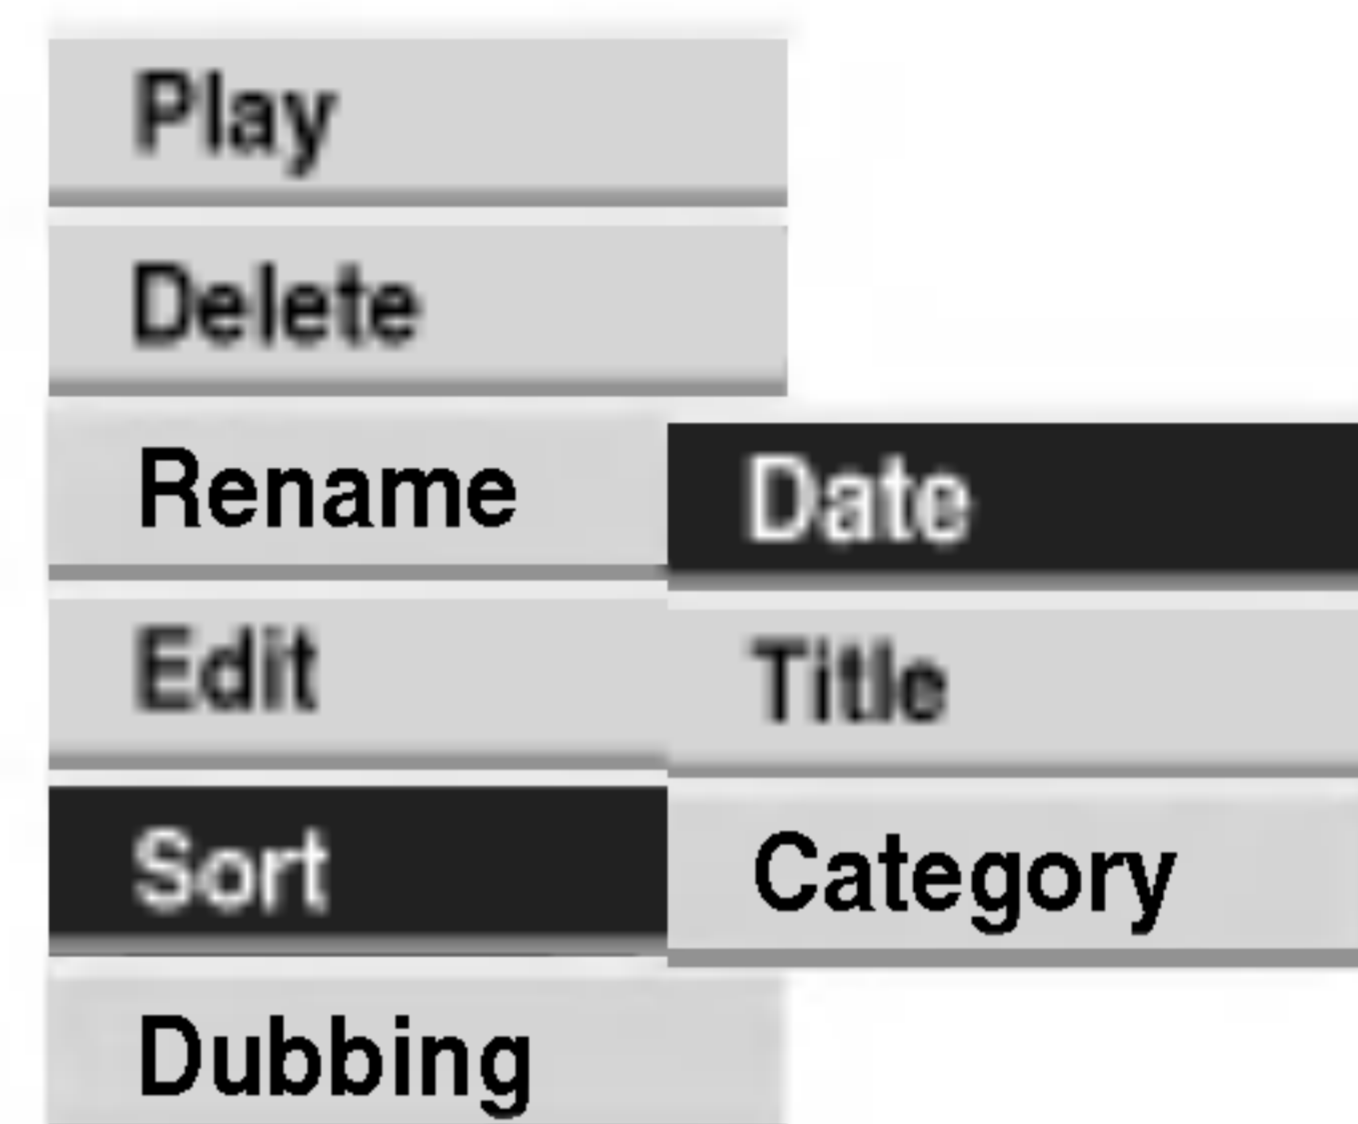 Play
Delete
Rename
Edit
Sort
Dubbing
Date
Title
Category